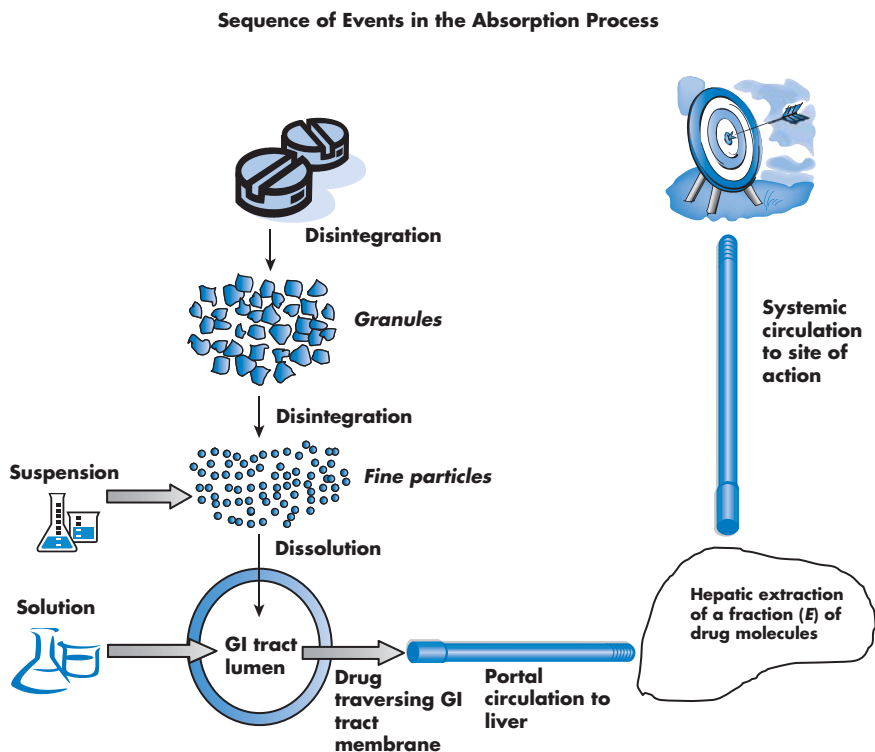 Sequence of Events in the Absorption Process
Disintegration
Granules
Disintegration
Suspension
Fine particles
Dissolution
Solution
GI tract
lumen
Drug
traversing GI
tract
membrane
Portal
circulation to
liver
Hepatic extraction
of a fraction (E) of
drug molecules
Systemic
circulation
to site of
action